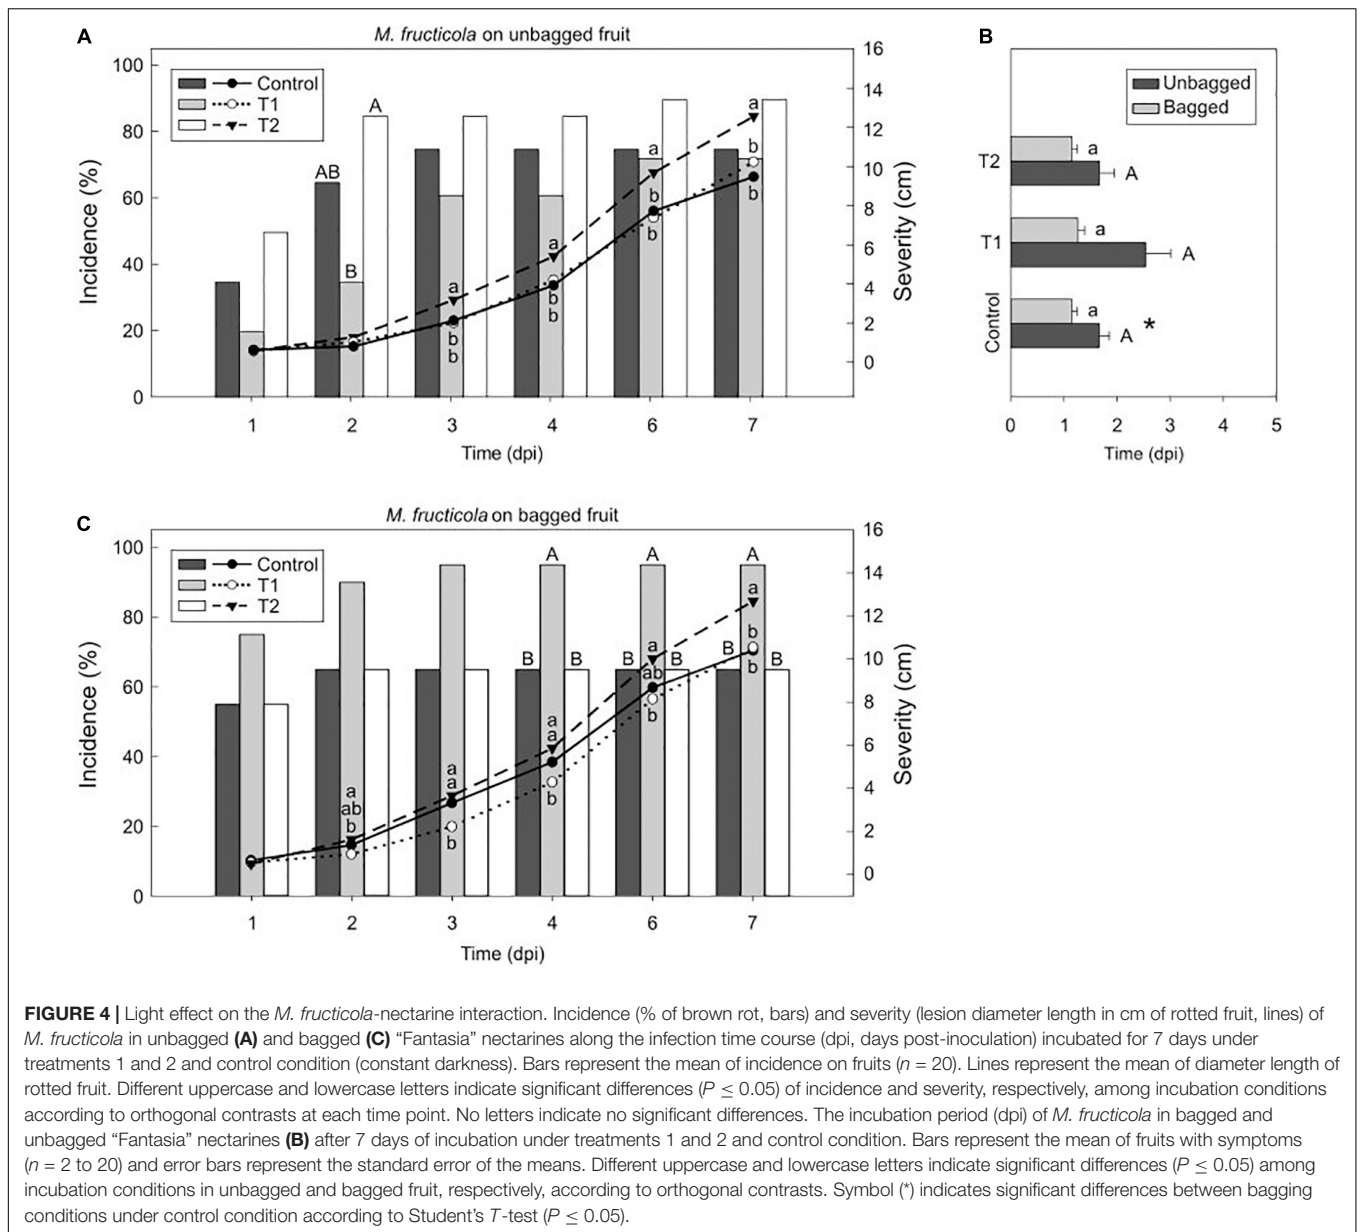 A
M. fructicola on unbagged fruit
Control
T1
T2
Incidence (%)
100
80
60
40
20
0
Severity (cm)
16
14
12
10
8
6
4
2
0
AB
B
A
a
b
b
a
b
b
a
b
b
a
b
b
1 2 3 4 6 7
Time (dpi)
B
Unbagged
Bagged
T2
a
A
T1
a
A
Control
a
A *
0 1 2 3 4 5
Time (dpi)
C
M. fructicola on bagged fruit
Control
T1
T2
Incidence (%)
100
80
60
40
20
0
Severity (cm)
16
14
12
10
8
6
4
2
0
a
ab
b
a
a
b
A
B B
a
a
b
A
B B
a
ab
b
A
B B
a
b
b
1 2 3 4 6 7
Time (dpi)
FIGURE 4 | Light effect on the M. fructicola-nectarine interaction. Incidence (% of brown rot, bars) and severity (lesion diameter length in cm of rotted fruit, lines) of
M. fructicola in unbagged (A) and bagged (C) “Fantasia” nectarines along the infection time course (dpi, days post-inoculation) incubated for 7 days under
treatments 1 and 2 and control condition (constant darkness). Bars represent the mean of incidence on fruits (n = 20). Lines represent the mean of diameter length of
rotted fruit. Different uppercase and lowercase letters indicate significant differences (P ≤ 0.05) of incidence and severity, respectively, among incubation conditions
according to orthogonal contrasts at each time point. No letters indicate no significant differences. The incubation period (dpi) of M. fructicola in bagged and
unbagged “Fantasia” nectarines (B) after 7 days of incubation under treatments 1 and 2 and control condition. Bars represent the mean of fruits with symptoms
(n = 2 to 20) and error bars represent the standard error of the means. Different uppercase and lowercase letters indicate significant differences (P ≤ 0.05) among
incubation conditions in unbagged and bagged fruit, respectively, according to orthogonal contrasts. Symbol (*) indicates significant differences between bagging
conditions under control condition according to Student’s T-test (P ≤ 0.05).